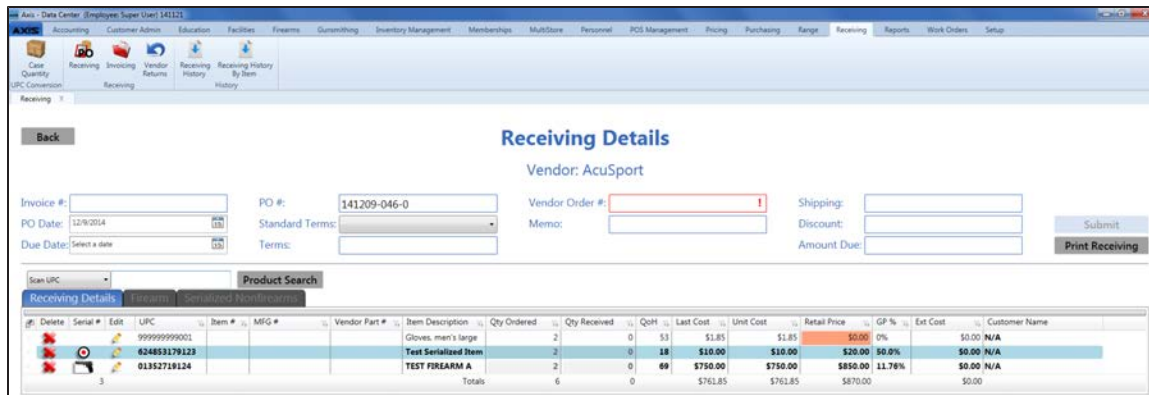 Axis - Data Center (Employee: Super User) 141121
AXIS Accounting Customer Admin Education Facilities Firearms Gunsmithing Inventory Management Memberships MultiStore Personnel POS Management Pricing Purchasing Range Receiving Reports Work Orders Setup
Case Quantity Receiving Invoicing Vendor Returns Receiving History Receiving History By Item
UPC Conversion Receiving History
Receiving X
Back Receiving Details
Vendor: AcuSport
Invoice #: PO #: 141209-046-0 Vendor Order #: ! Shipping:
PO Date: 12/9/2014 15 Standard Terms: Memo: Discount: Submit
Due Date: Select a date 15 Terms: Amount Due: Print Receiving
Scan UPC Product Search
Receiving Details Firearm Serialized Nonfirearms
Delete Serial # Edit UPC Item # MFG # Vendor Part # Item Description Qty Ordered Qty Received QoH Last Cost Unit Cost Retail Price GP % Ext Cost Customer Name
999999999001 Gloves, men's large 2 0 53 $1.85 $1.85 $0.00 0% $0.00 N/A
624853179123 Test Serialized Item 2 0 18 $10.00 $10.00 $20.00 50.0% $0.00 N/A
01352719124 TEST FIREARM A 2 0 69 $750.00 $750.00 $850.00 11.76% $0.00 N/A
3 Totals 6 0 $761.85 $761.85 $870.00 $0.00